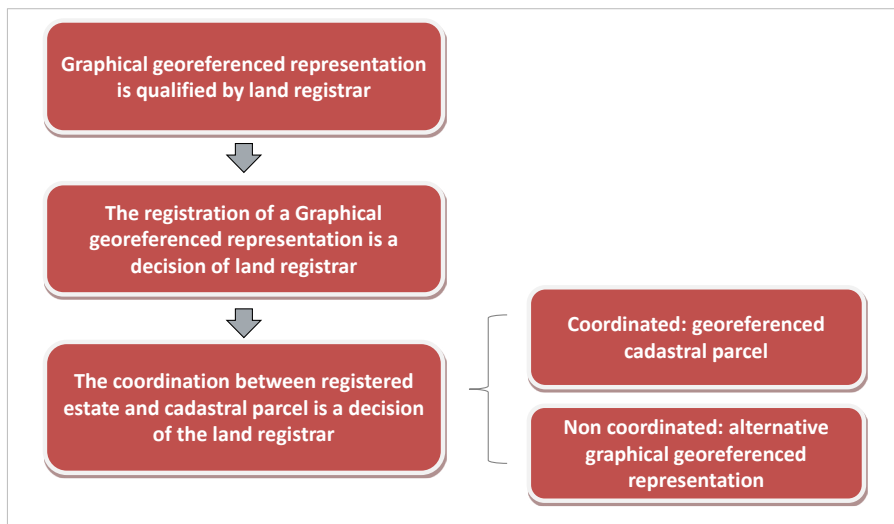 Graphical georeferenced representation
is qualified by land registrar
The registration of a Graphical
georeferenced representation is a
decision of land registrar
The coordination between registered
estate and cadastral parcel is a decision
of the land registrar
Coordinated: georeferenced
cadastral parcel
Non coordinated: alternative
graphical georeferenced
representation